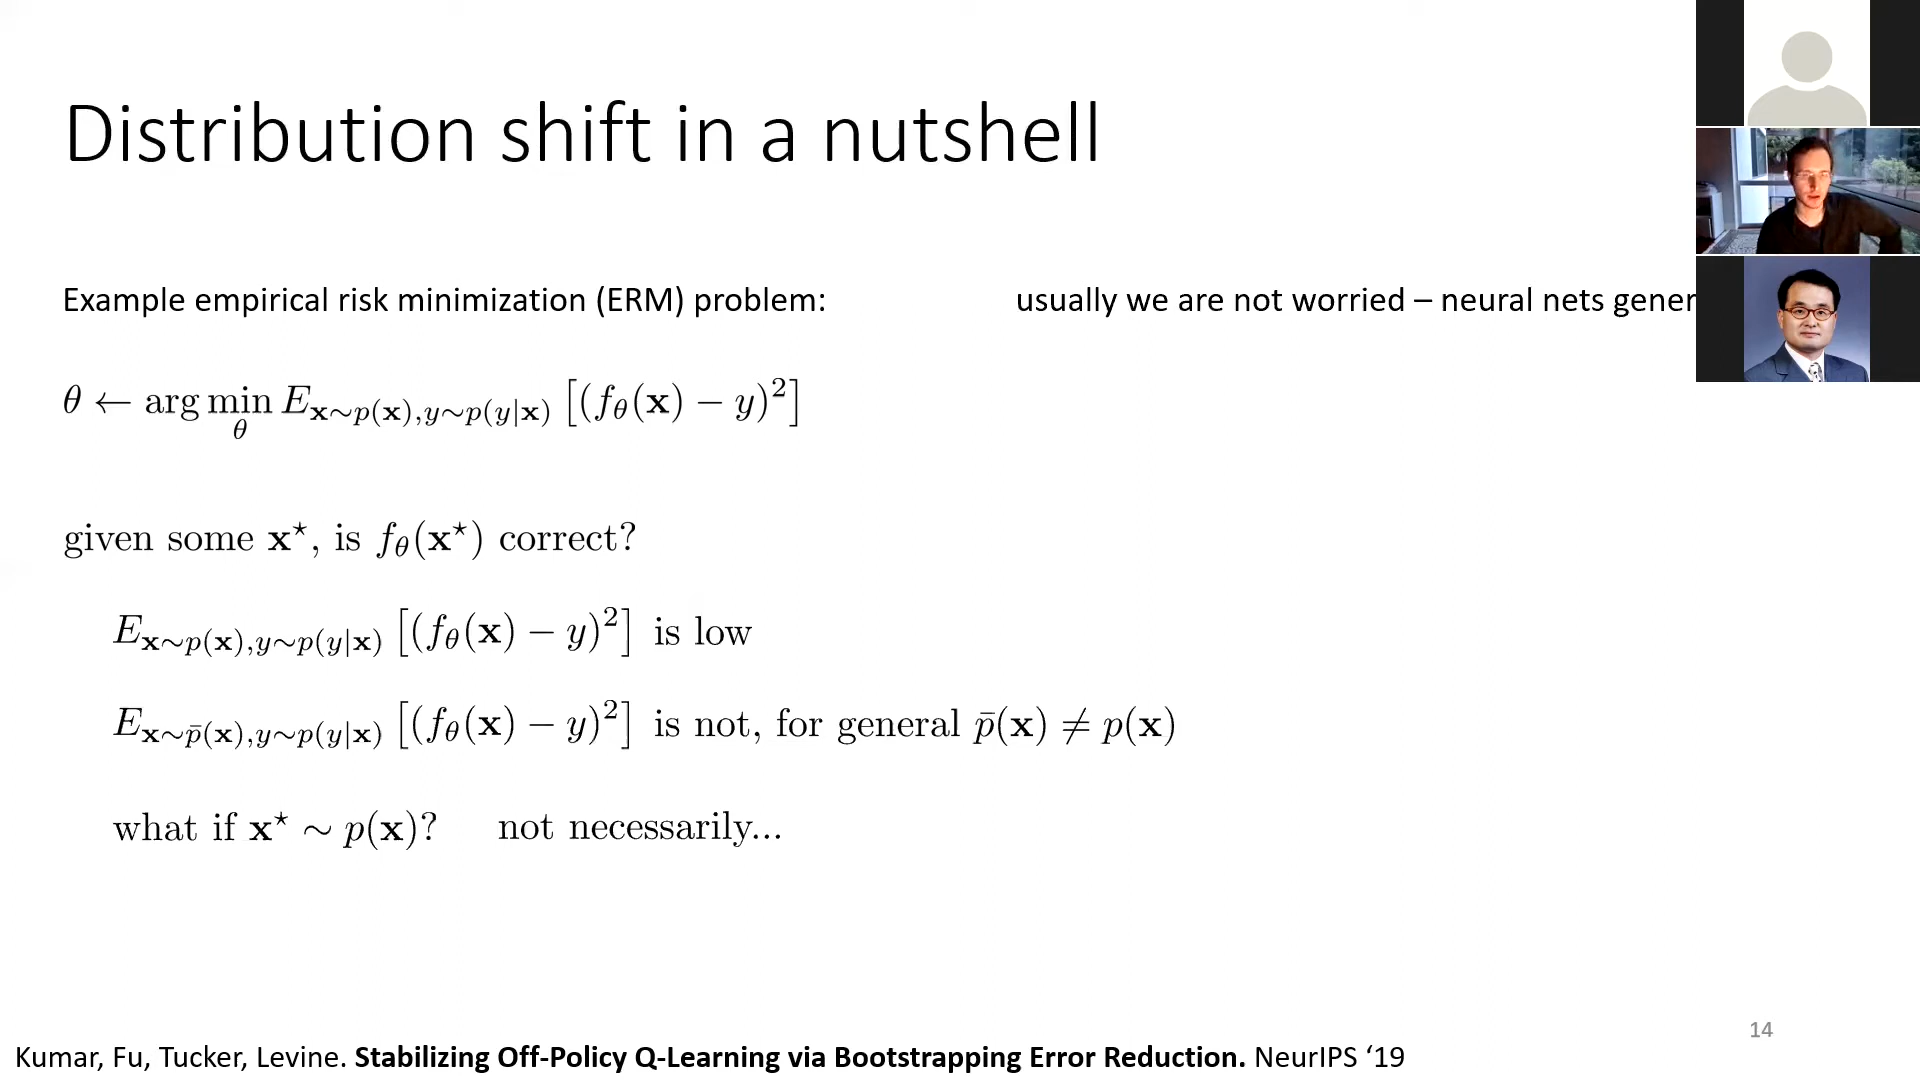 Distribution shift in a nutshell
Example empirical risk minimization (ERM) problem:
usually we are not worried – neural nets gener
θ ← arg min_θ E_{x∼p(x),y∼p(y|x)} [(f_θ(x) − y)²]
given some x⋆, is f_θ(x⋆) correct?
E_{x∼p(x),y∼p(y|x)} [(f_θ(x) − y)²] is low
E_{x∼p̄(x),y∼p(y|x)} [(f_θ(x) − y)²] is not, for general p̄(x) ≠ p(x)
what if x⋆ ∼ p(x)? not necessarily...
14
Kumar, Fu, Tucker, Levine. Stabilizing Off-Policy Q-Learning via Bootstrapping Error Reduction. NeurIPS ‘19